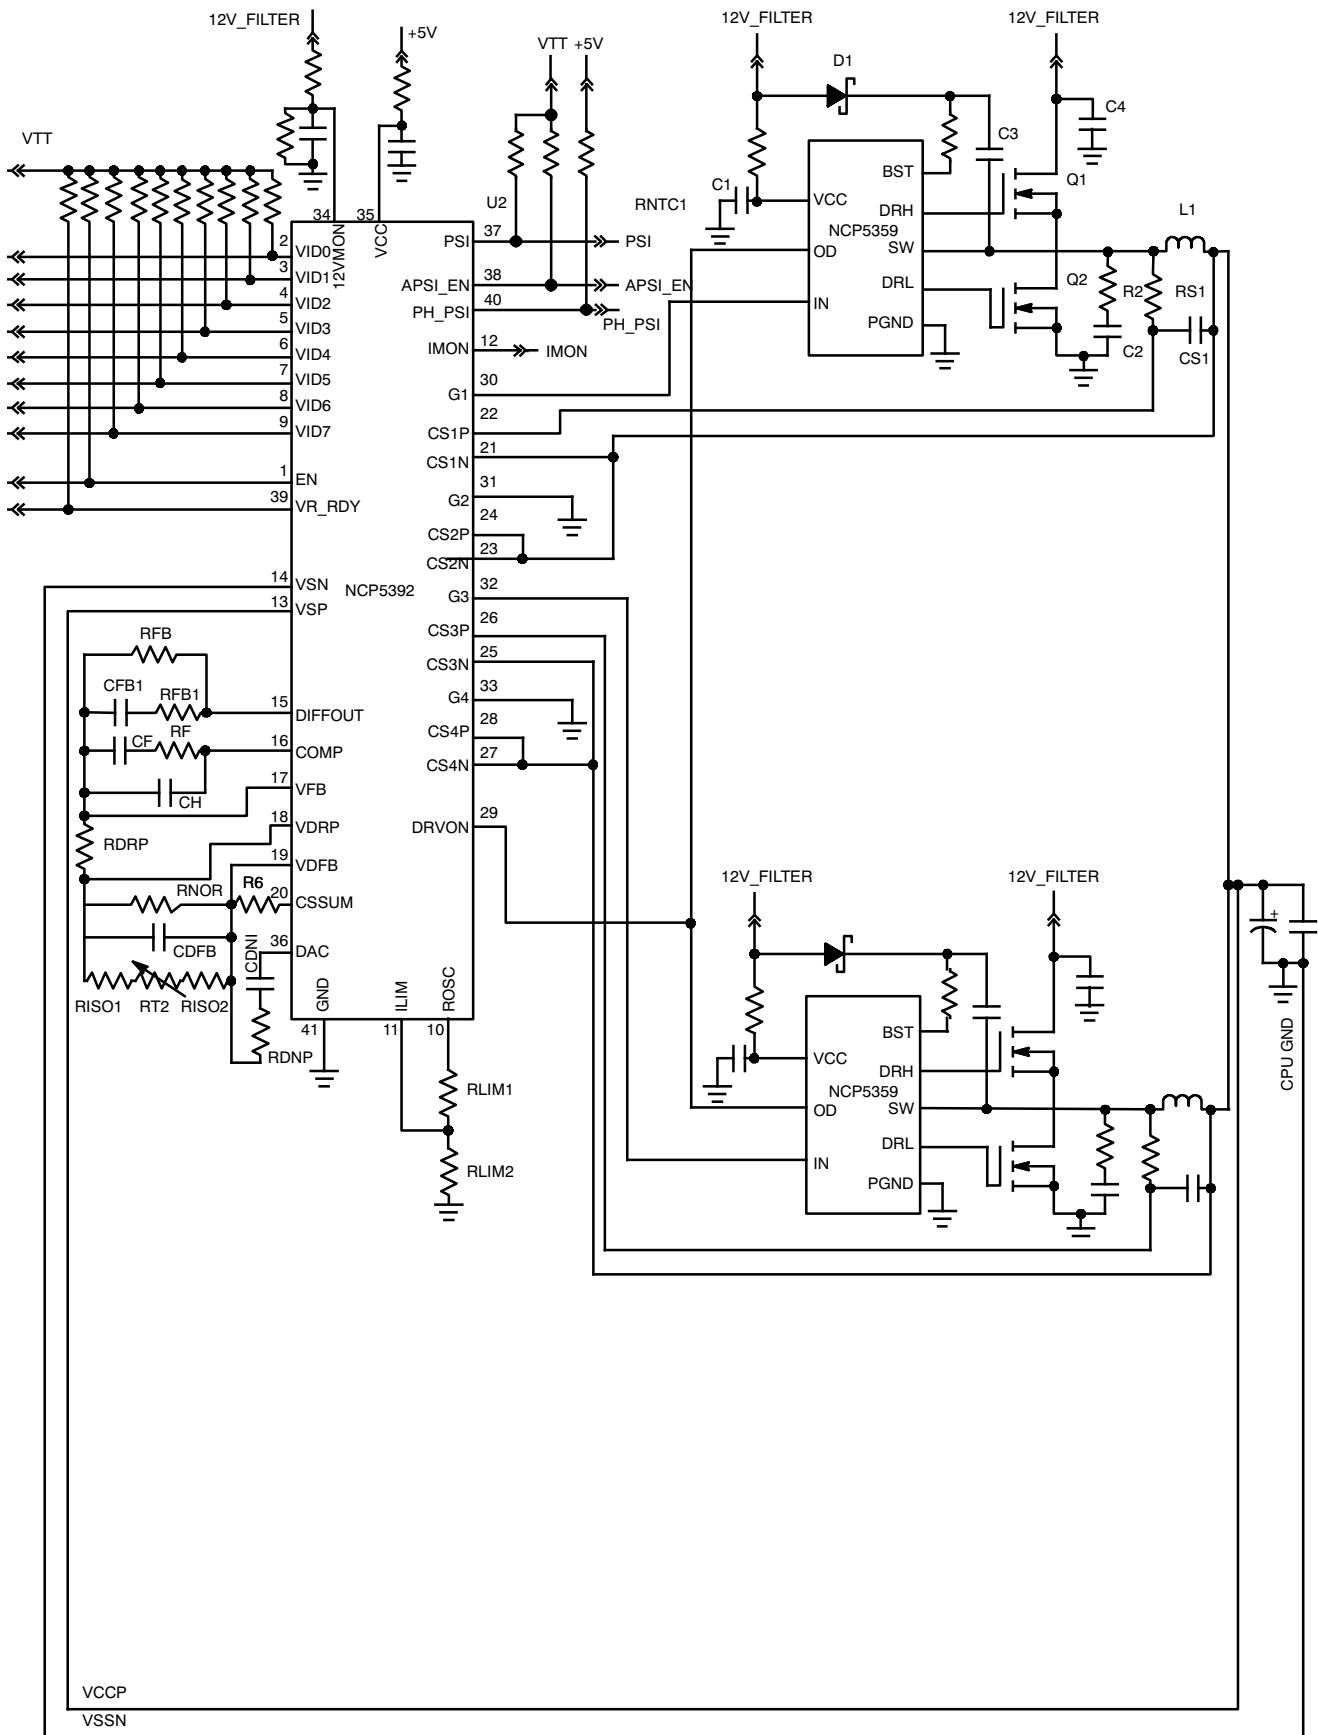 12V_FILTER
+5V
VTT +5V
12V_FILTER
12V_FILTER
D1
C4
VTT
C3
C1
BST
Q1
U2
RNTC1
VCC
34
35
37
DRH
L1
2
12VMON
VCC
PSI
PSI
NCP5359
VID0
OD
SW
3
VID1
38
APSI_EN
APSI_EN
DRL
Q2
R2
RS1
4
VID2
40
PH_PSI
PH_PSI
IN
5
VID3
PGND
6
VID4
12
IMON
IMON
C2
CS1
7
VID5
30
G1
8
VID6
22
9
VID7
CS1P
21
CS1N
1
EN
31
39
VR_RDY
G2
24
CS2P
23
CS2N
14
VSN
NCP5392
32
G3
13
VSP
26
CS3P
RFB
25
CS3N
CFB1
RFB1
33
G4
15
DIFFOUT
28
CS4P
CF
RF
16
COMP
27
CS4N
17
VFB
CH
29
DRVON
18
VDRP
RDRP
19
VDFB
RNOR
R6
20
CSSUM
12V_FILTER
12V_FILTER
+
CDFB
CDNI
36
DAC
RISO1
RT2
RISO2
GND
ILIM
ROSC
41
11
10
BST
RDNP
VCC
CPU GND
DRH
RLIM1
NCP5359
OD
SW
DRL
RLIM2
IN
PGND
VCCP
VSSN